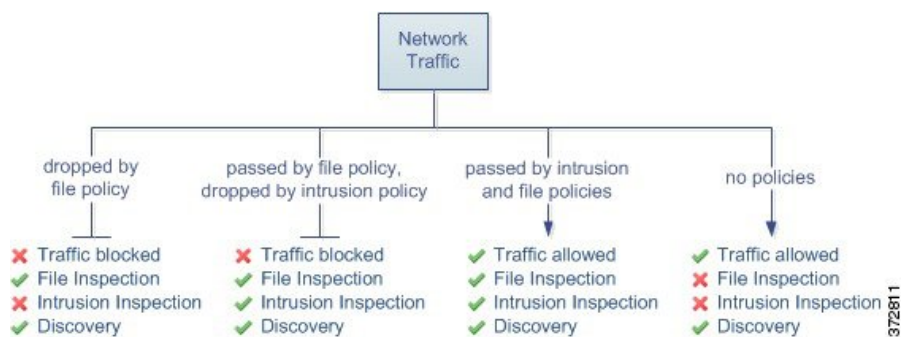 Network
Traffic
dropped by
file policy
passed by file policy,
dropped by intrusion policy
passed by intrusion
and file policies
no policies
Traffic blocked
File Inspection
Intrusion Inspection
Discovery
Traffic blocked
File Inspection
Intrusion Inspection
Discovery
Traffic allowed
File Inspection
Intrusion Inspection
Discovery
Traffic allowed
File Inspection
Intrusion Inspection
Discovery
372811